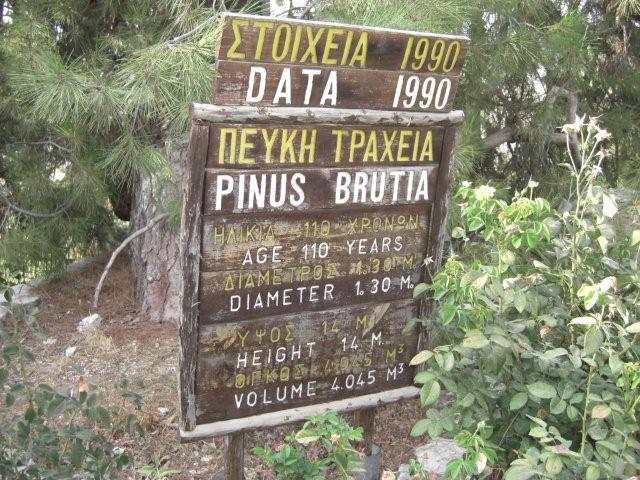 ΣΤΟΙΧΕΙΑ 1990
DATA 1990
ΠΕΥΚΗ ΤΡΑΧΕΙΑ
PINUS BRUTIA
ΗΛΙΚΙΑ 110 ΧΡΟΝΩΝ
AGE 110 YEARS
ΔΙΑΜΕΤΡΟΣ 1.30 Μ
DIAMETER 1.30 M.
ΥΨΟΣ 14 Μ
HEIGHT 14 M.
ΟΓΚΟΣ 4.045 Μ³
VOLUME 4.045 M³